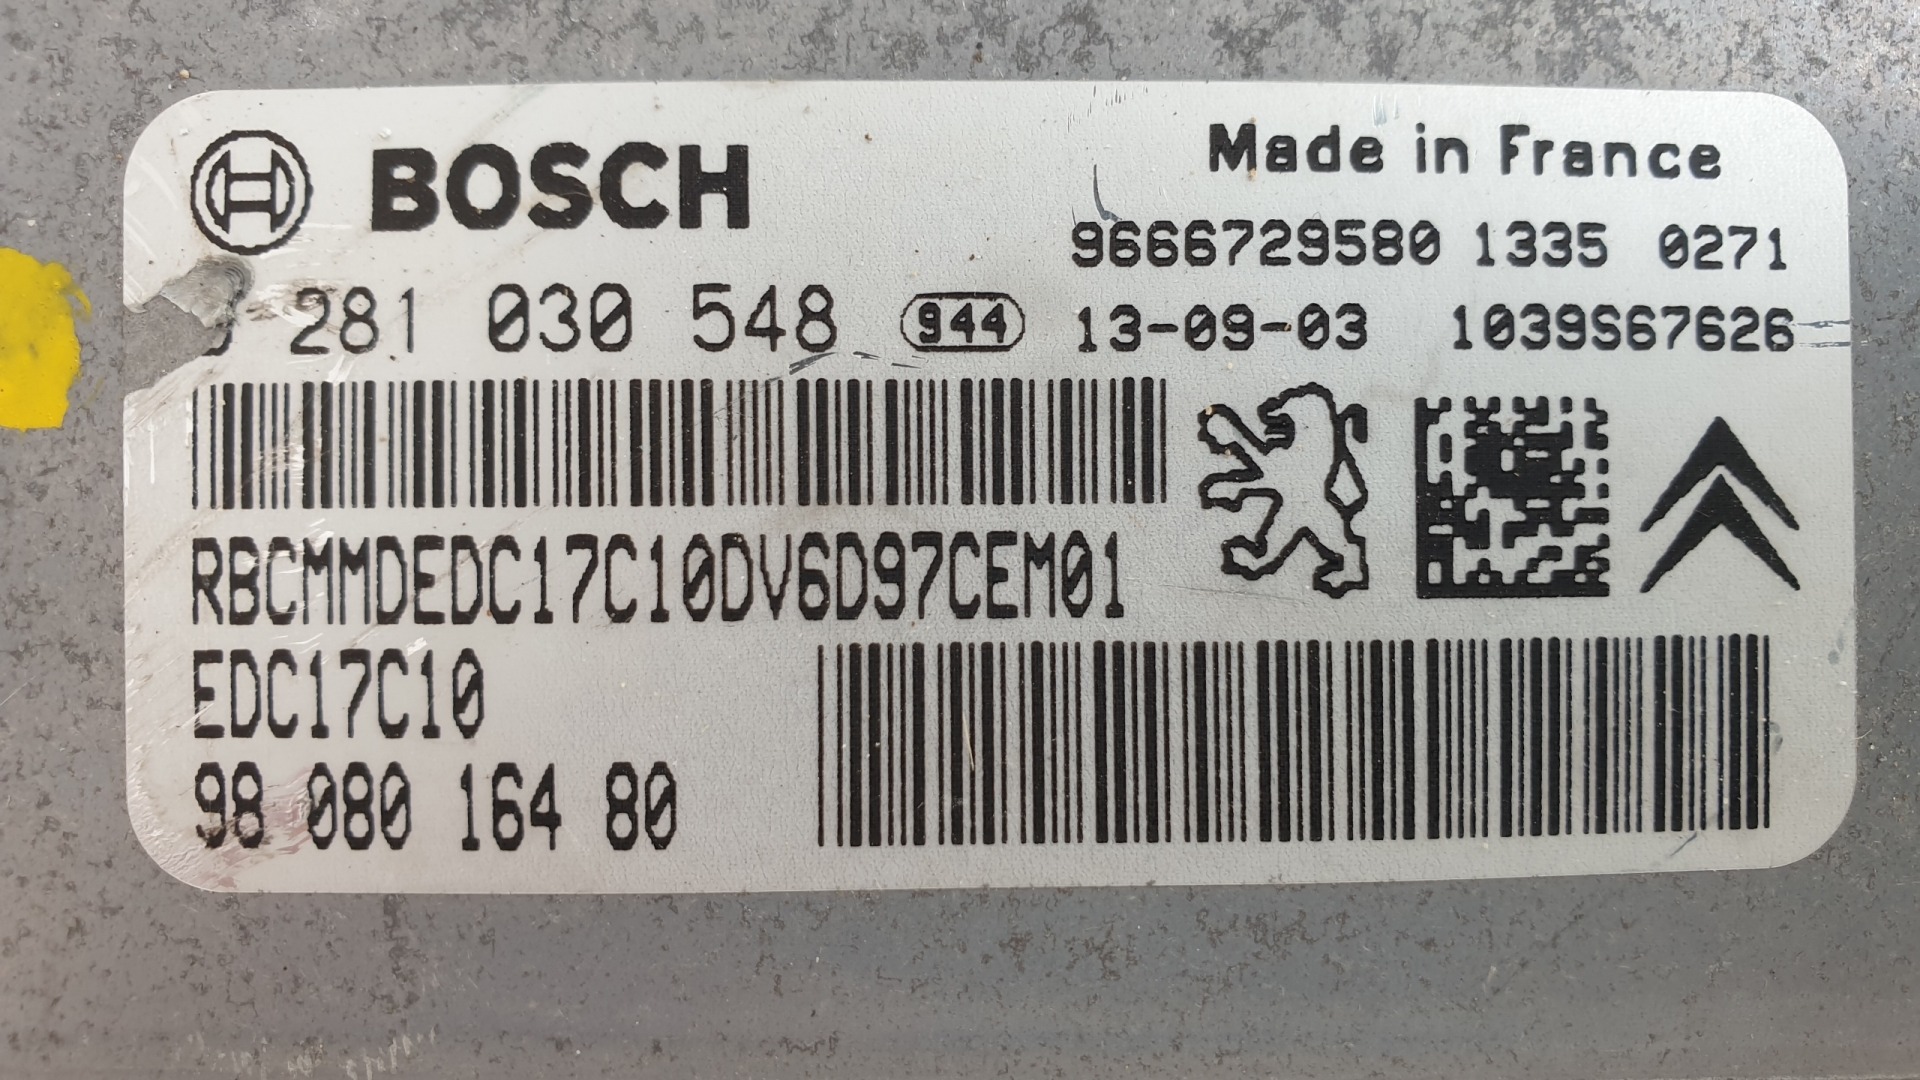 BOSCH
Made in France
9666729580 1335 0271
281 030 548 944 13-09-03 1039S67626
RBCMMDEDC17C10DV6D97CEM01
EDC17C10
98 080 164 80